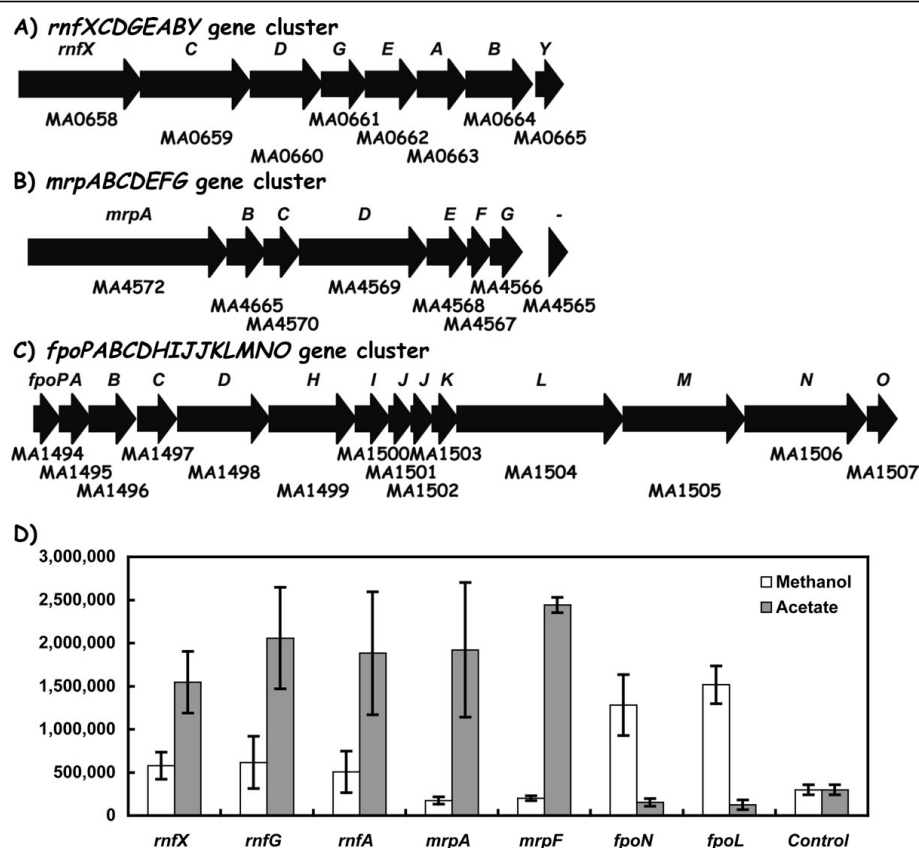 A) rnfXCDGEABY gene cluster
rnfX C D G E A B Y
MA0658 MA0659 MA0660 MA0661 MA0662 MA0663 MA0664 MA0665
B) mrpABCDEFG gene cluster
mrpA B C D E F G -
MA4572 MA4665 MA4570 MA4569 MA4568 MA4567 MA4566 MA4565
C) fpoPABCDHIJJKLMNO gene cluster
fpoPA B C D H I J J K L M N O
MA1494 MA1495 MA1496 MA1497 MA1498 MA1499 MA1500 MA1501 MA1502 MA1503 MA1504 MA1505 MA1506 MA1507
D)
3,000,000
2,500,000
2,000,000
1,500,000
1,000,000
500,000
0
Methanol
Acetate
rnfX rnfG rnfA mrpA mrpF fpoN fpoL Control